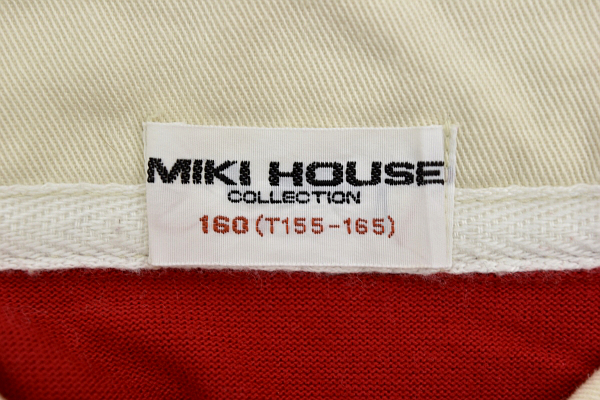 MIKI HOUSE
COLLECTION
160(T155-165)